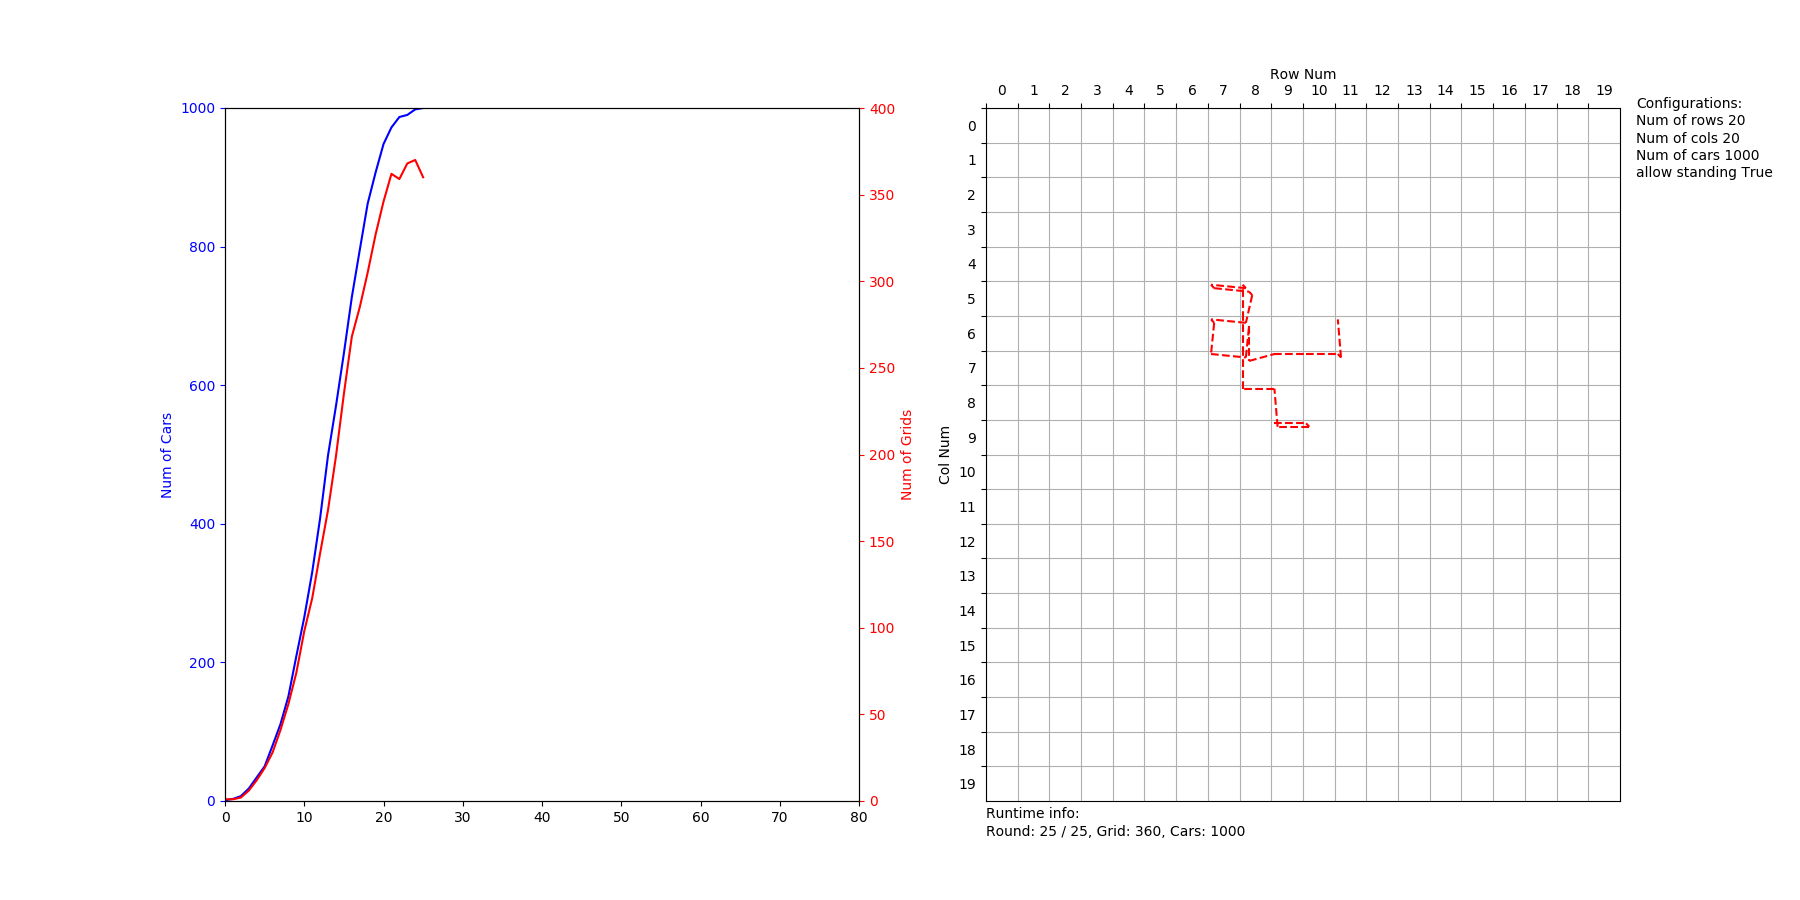 Num of Cars
1000
800
600
400
200
0
0 10 20 30 40 50 60 70 80
400
350
300
250
200
150
100
50
0
Num of Grids
Row Num
0 1 2 3 4 5 6 7 8 9 10 11 12 13 14 15 16 17 18 19
Col Num
0
1
2
3
4
5
6
7
8
9
10
11
12
13
14
15
16
17
18
19
Configurations:
Num of rows 20
Num of cols 20
Num of cars 1000
allow standing True
Runtime info:
Round: 25 / 25, Grid: 360, Cars: 1000